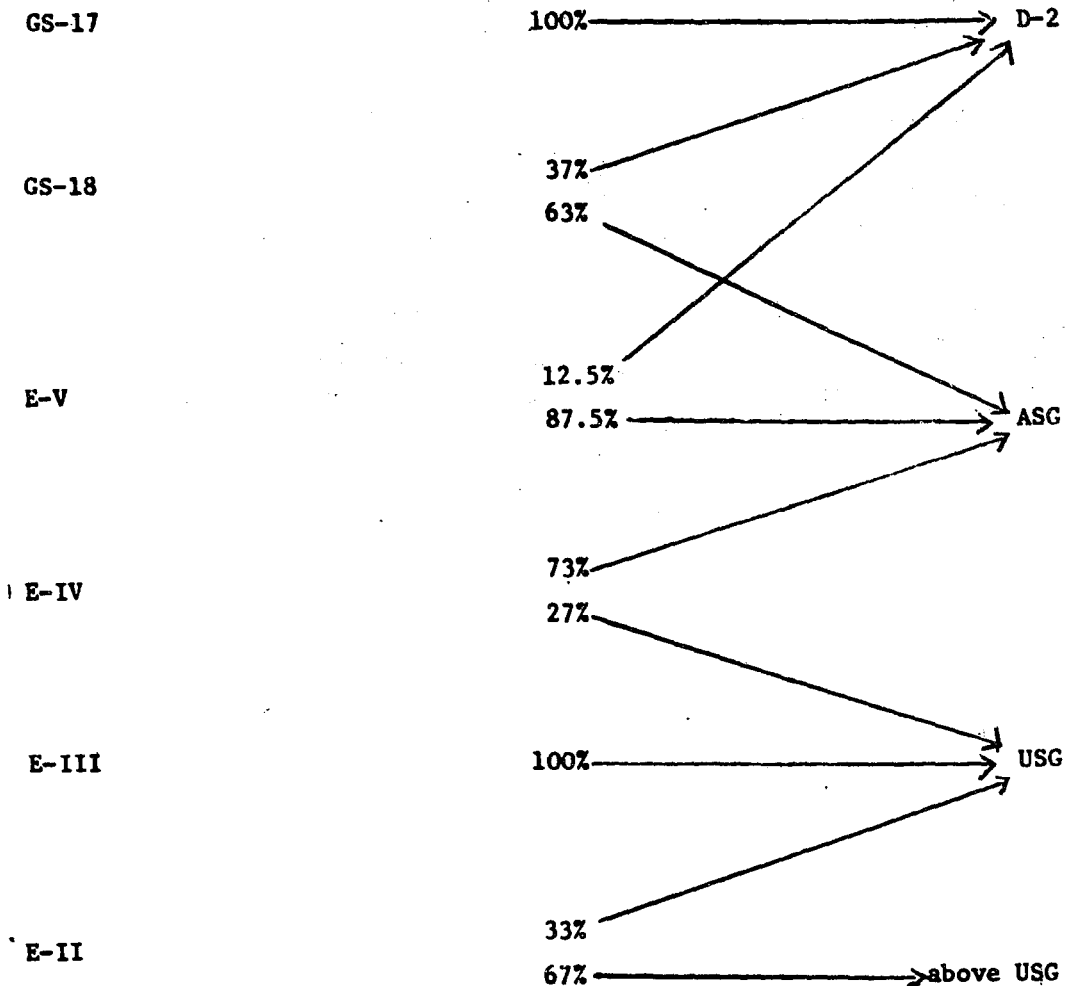 GS-17 100% D-2
37%
GS-18
63%
12.5%
E-V
87.5% ASG
73%
E-IV
27%
E-III 100% USG
33%
E-II
67% above USG